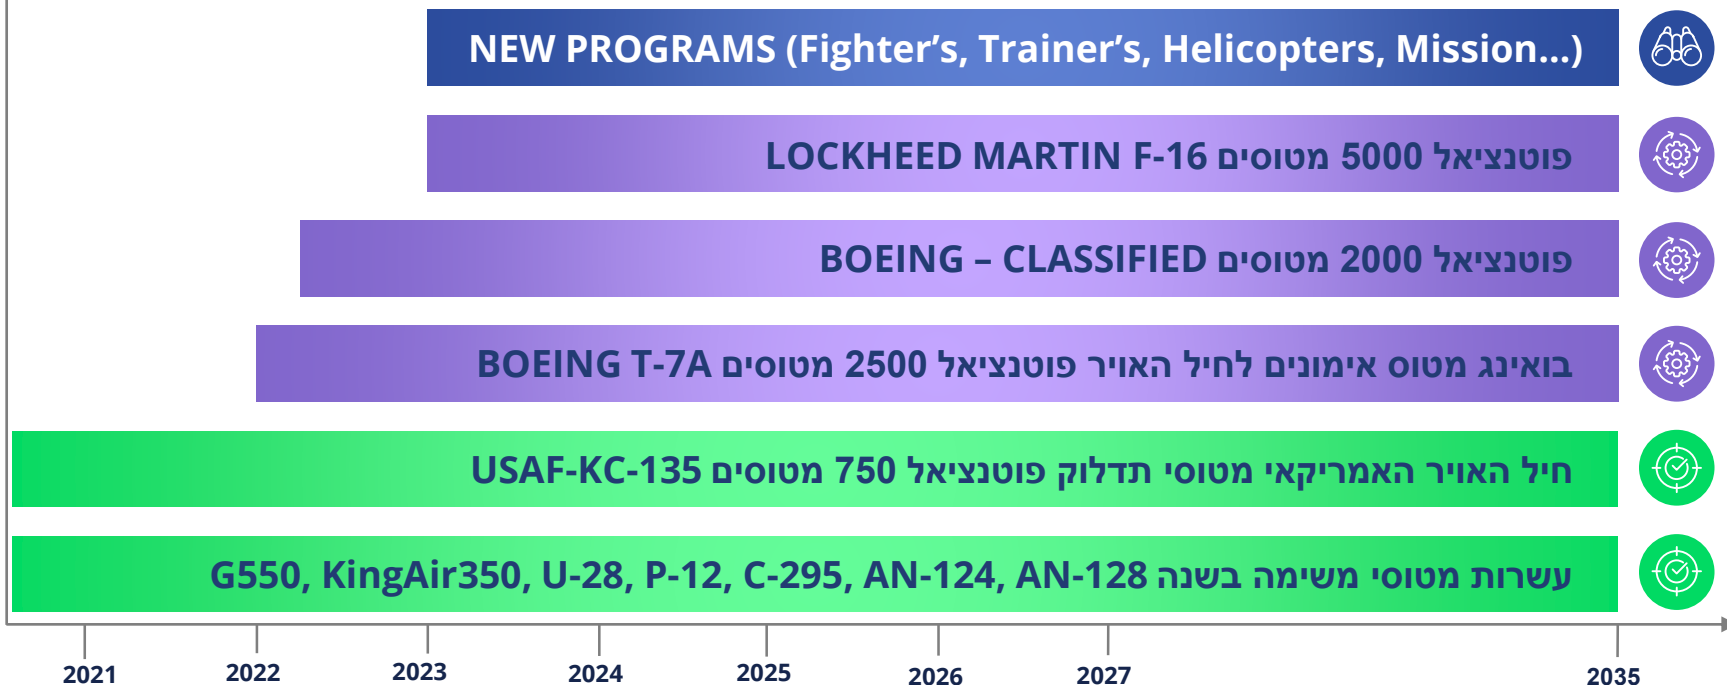 NEW PROGRAMS (Fighter’s, Trainer’s, Helicopters, Mission...)
פוטנציאל 5000 מטוסים LOCKHEED MARTIN F-16
פוטנציאל 2000 מטוסים BOEING – CLASSIFIED
בואינג מטוס אימונים לחיל האויר פוטנציאל 2500 מטוסים BOEING T-7A
חיל האויר האמריקאי מטוסי תדלוק פוטנציאל 750 מטוסים USAF-KC-135
עשרות מטוסי משימה בשנה G550, KingAir350, U-28, P-12, C-295, AN-124, AN-128
2021 2022 2023 2024 2025 2026 2027 2035